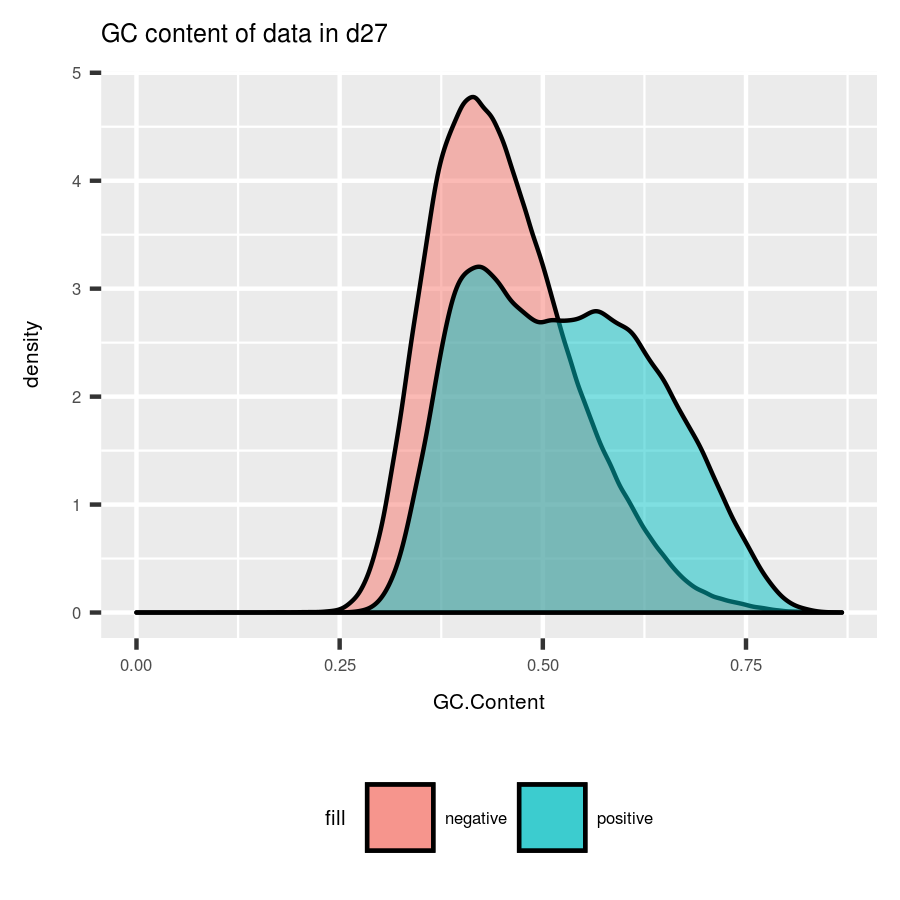 GC content of data in d27
5
4
3
2
1
0
density
0.00 0.25 0.50 0.75
GC.Content
fill negative positive